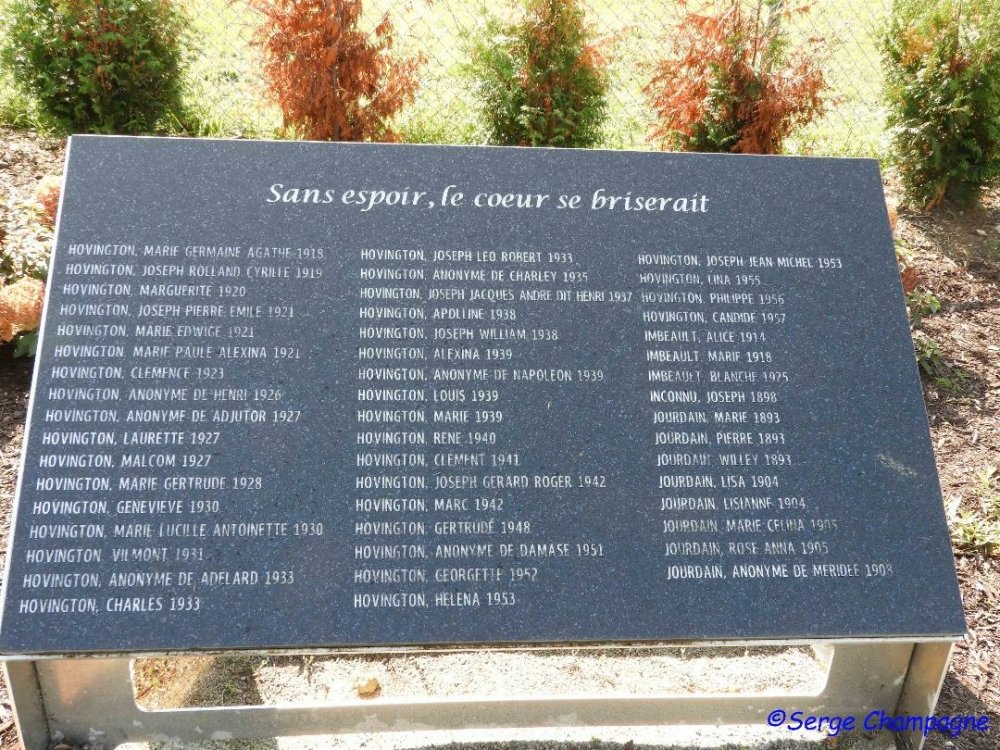 Sans espoir, le coeur se briserait
HOVINGTON, MARIE GERMAINE AGATHE 1918
HOVINGTON, JOSEPH ROLLAND CYRILLE 1919
HOVINGTON, MARGUERITE 1920
HOVINGTON, JOSEPH PIERRE EMILE 1921
HOVINGTON, MARIE EDWIGE 1921
HOVINGTON, MARIE PAULE ALEXINA 1921
HOVINGTON, CLEMENCE 1923
HOVINGTON, ANONYME DE HENRI 1926
HOVINGTON, ANONYME DE ADJUTOR 1927
HOVINGTON, LAURETTE 1927
HOVINGTON, MALCOM 1927
HOVINGTON, MARIE GERTRUDE 1928
HOVINGTON, GENEVIEVE 1930
HOVINGTON, MARIE LUCILLE ANTOINETTE 1930
HOVINGTON, VILMONT 1931
HOVINGTON, ANONYME DE ADELARD 1933
HOVINGTON, CHARLES 1933
HOVINGTON, JOSEPH LEO ROBERT 1933
HOVINGTON, ANONYME DE CHARLEY 1935
HOVINGTON, JOSEPH JACQUES ANDRE DIT HENRI 1937
HOVINGTON, APOLLINE 1938
HOVINGTON, JOSEPH WILLIAM 1938
HOVINGTON, ALEXINA 1939
HOVINGTON, ANONYME DE NAPOLEON 1939
HOVINGTON, LOUIS 1939
HOVINGTON, MARIE 1939
HOVINGTON, RENE 1940
HOVINGTON, CLEMENT 1941
HOVINGTON, JOSEPH GERARD ROGER 1942
HOVINGTON, MARC 1942
HOVINGTON, GERTRUDE 1948
HOVINGTON, ANONYME DE DAMASE 1951
HOVINGTON, GEORGETTE 1952
HOVINGTON, HELENA 1953
HOVINGTON, JOSEPH JEAN MICHEL 1953
HOVINGTON, LINA 1955
HOVINGTON, PHILIPPE 1956
HOVINGTON, CANDIDE 1957
IMBEAULT, ALICE 1914
IMBEAULT, MARIE 1918
IMBEAULT, BLANCHE 1925
INCONNU, JOSEPH 1898
JOURDAIN, MARIE 1893
JOURDAIN, PIERRE 1893
JOURDAIN, WILLEY 1893
JOURDAIN, LISA 1904
JOURDAIN, LISIANNE 1904
JOURDAIN, MARIE CELINA 1905
JOURDAIN, ROSE ANNA 1905
JOURDAIN, ANONYME DE MERIDEE 1908
©Serge Champagne